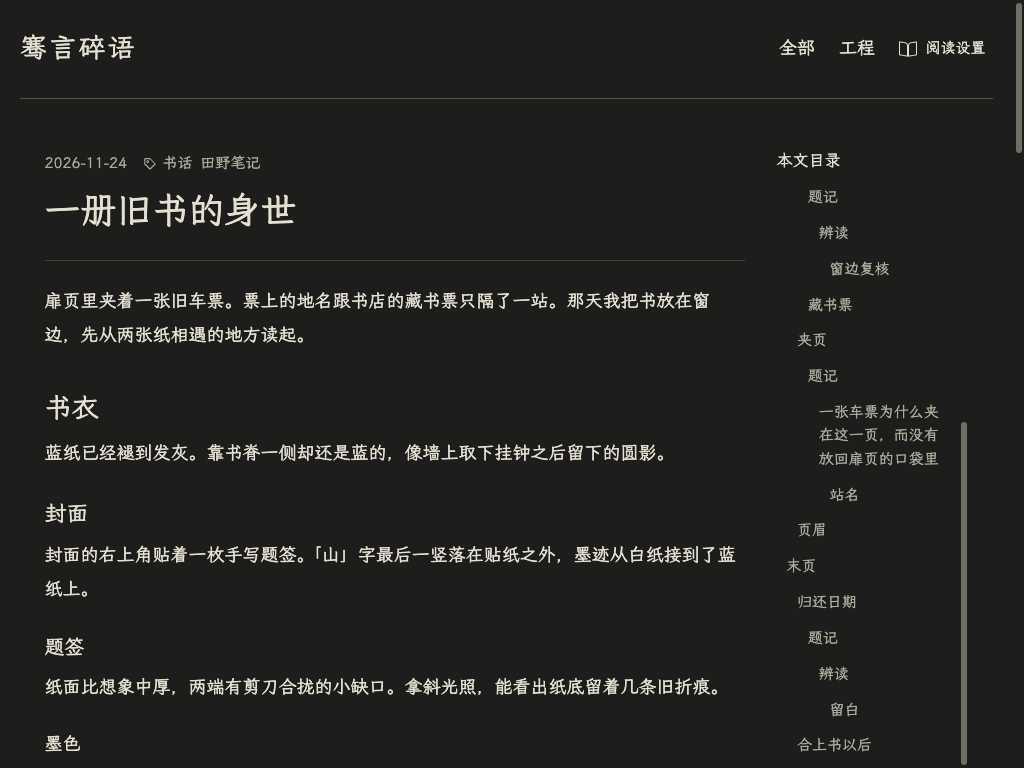 骞言碎语
全部 工程 阅读设置
2026-11-24 书话 田野笔记
一册旧书的身世
扉页里夹着一张旧车票。票上的地名跟书店的藏书票只隔了一站。那天我把书放在窗
边，先从两张纸相遇的地方读起。
书衣
蓝纸已经褪到发灰。靠书脊一侧却还是蓝的，像墙上取下挂钟之后留下的圆影。
封面
封面的右上角贴着一枚手写题签。「山」字最后一竖落在贴纸之外，墨迹从白纸接到了蓝
纸上。
题签
纸面比想象中厚，两端有剪刀合拢的小缺口。拿斜光照，能看出纸底留着几条旧折痕。
墨色
本文目录
题记
辨读
窗边复核
藏书票
夹页
题记
一张车票为什么夹
在这一页，而没有
放回扉页的口袋里
站名
页眉
末页
归还日期
题记
辨读
留白
合上书以后